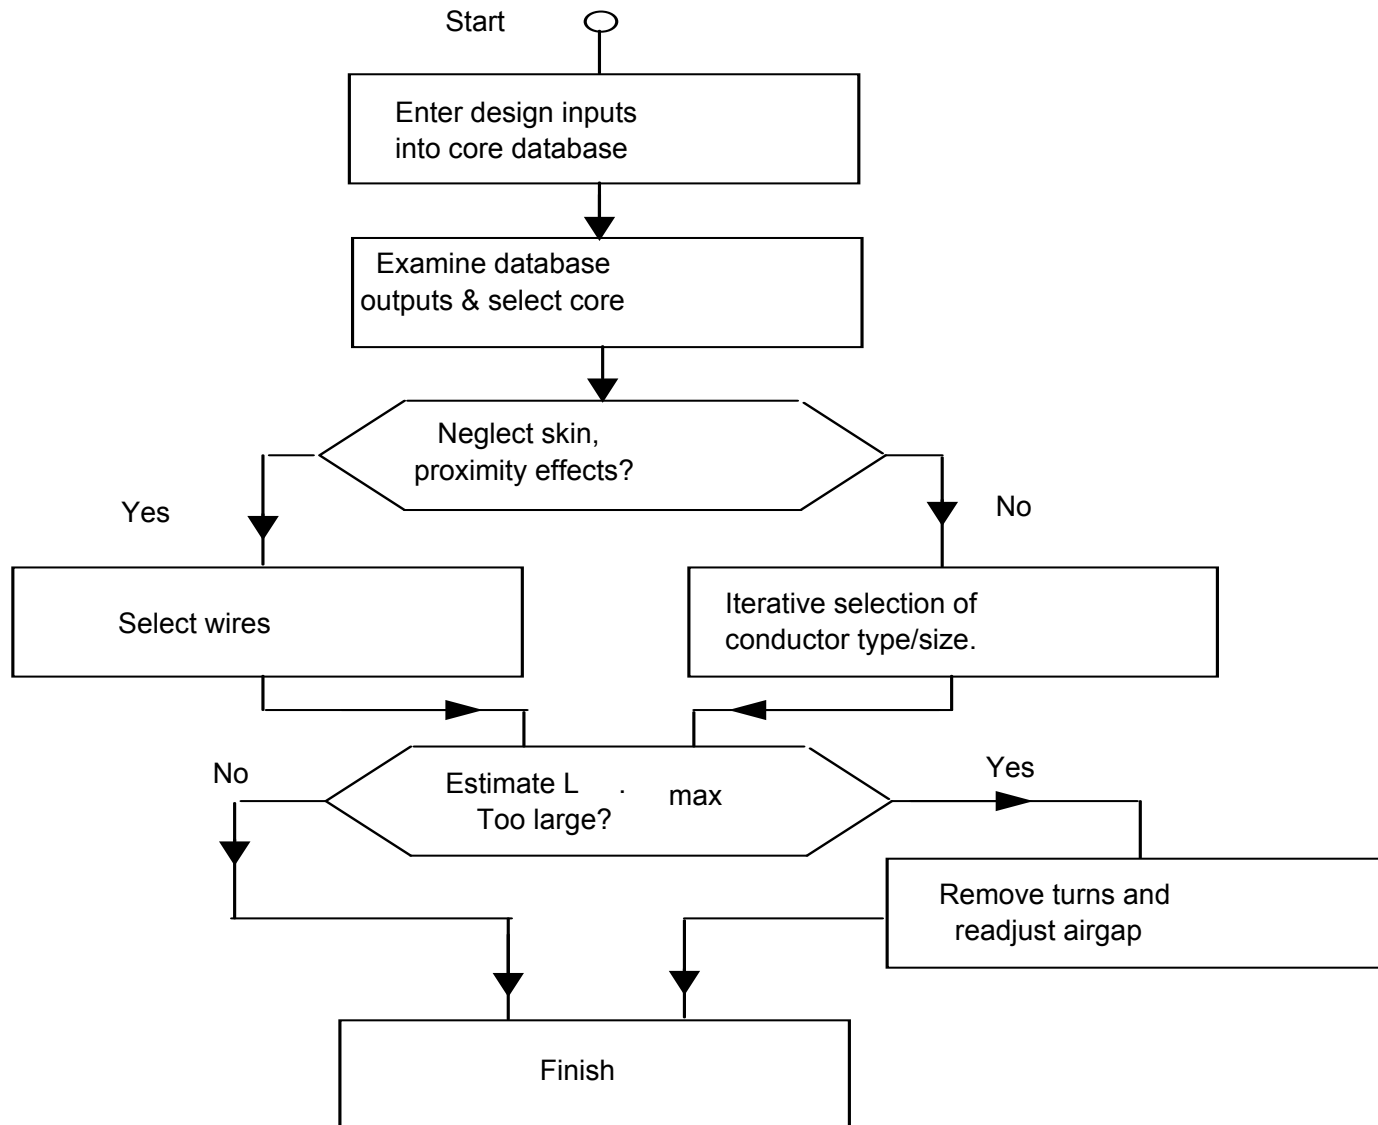 Start
Enter design inputs
into core database
Examine database
outputs & select core
Neglect skin,
proximity effects?
Yes
No
Select wires
Iterative selection of
conductor type/size.
No
Estimate L . max
Too large?
Yes
Remove turns and
readjust airgap
Finish